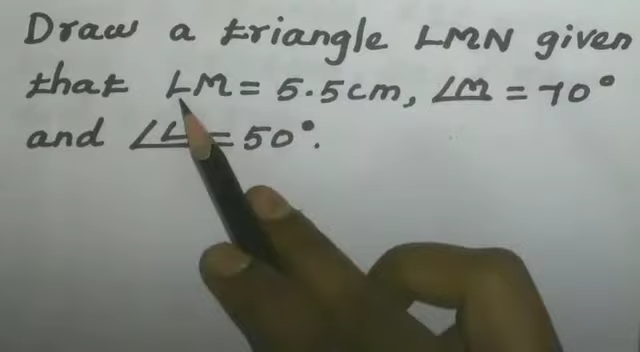 Draw a triangle LMN given
that LM = 5.5cm, ∠M = 70°
and ∠L = 50°.